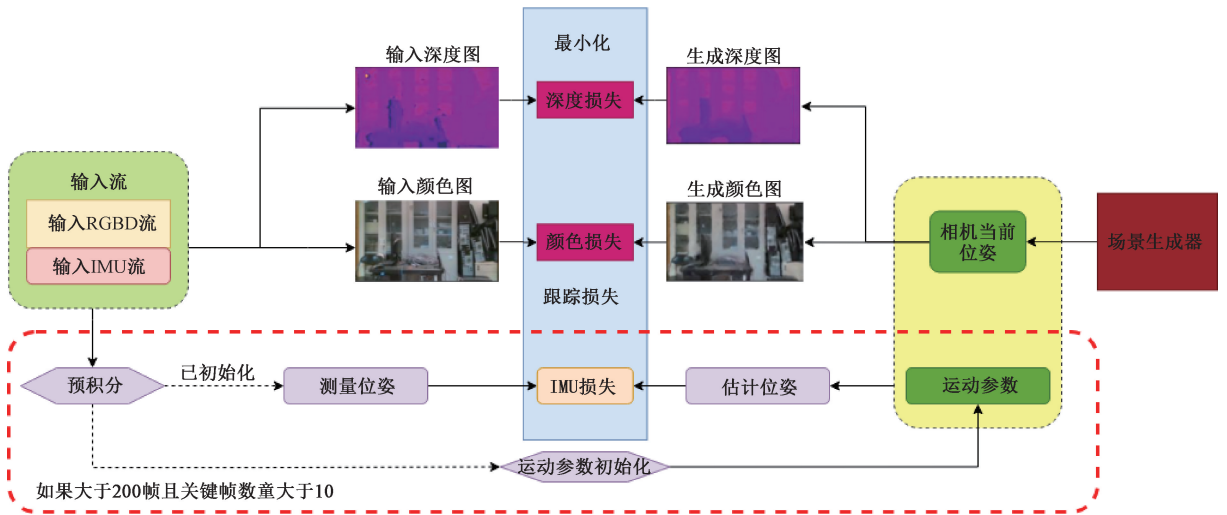 最小化
输入深度图
生成深度图
深度损失
输入流
输入RGBD流
输入IMU流
输入颜色图
生成颜色图
颜色损失
相机当前
位姿
场景生成器
跟踪损失
预积分
已初始化
测量位姿
IMU损失
估计位姿
运动参数
运动参数初始化
如果大于200帧且关键帧数童大于10